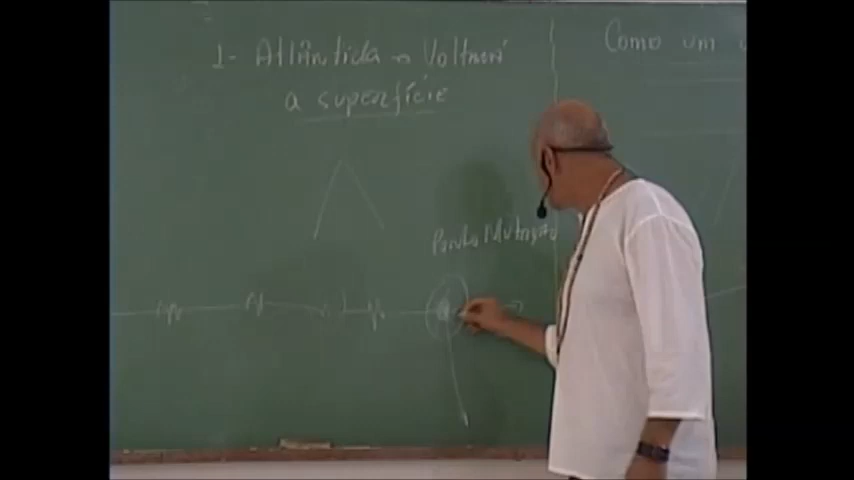 1- Atlântida → Voltará
a superfície
Como um
Ponto Mutação